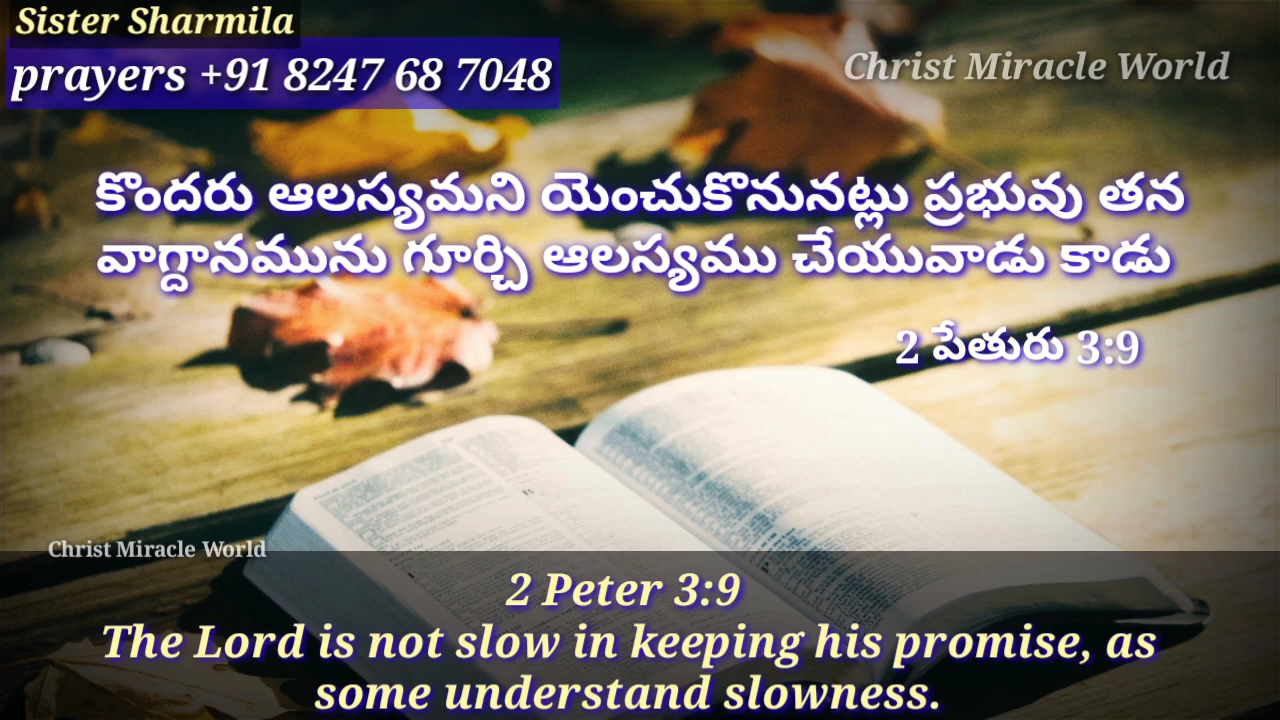 Sister Sharmila
prayers +91 8247 68 7048
Christ Miracle World
కొందరు ఆలస్యమని యెంచుకొనునట్లు ప్రభువు తన
వాగ్దానమును గూర్చి ఆలస్యము చేయువాడు కాడు
2 పేతురు 3:9
Christ Miracle World
2 Peter 3:9
The Lord is not slow in keeping his promise, as
some understand slowness.